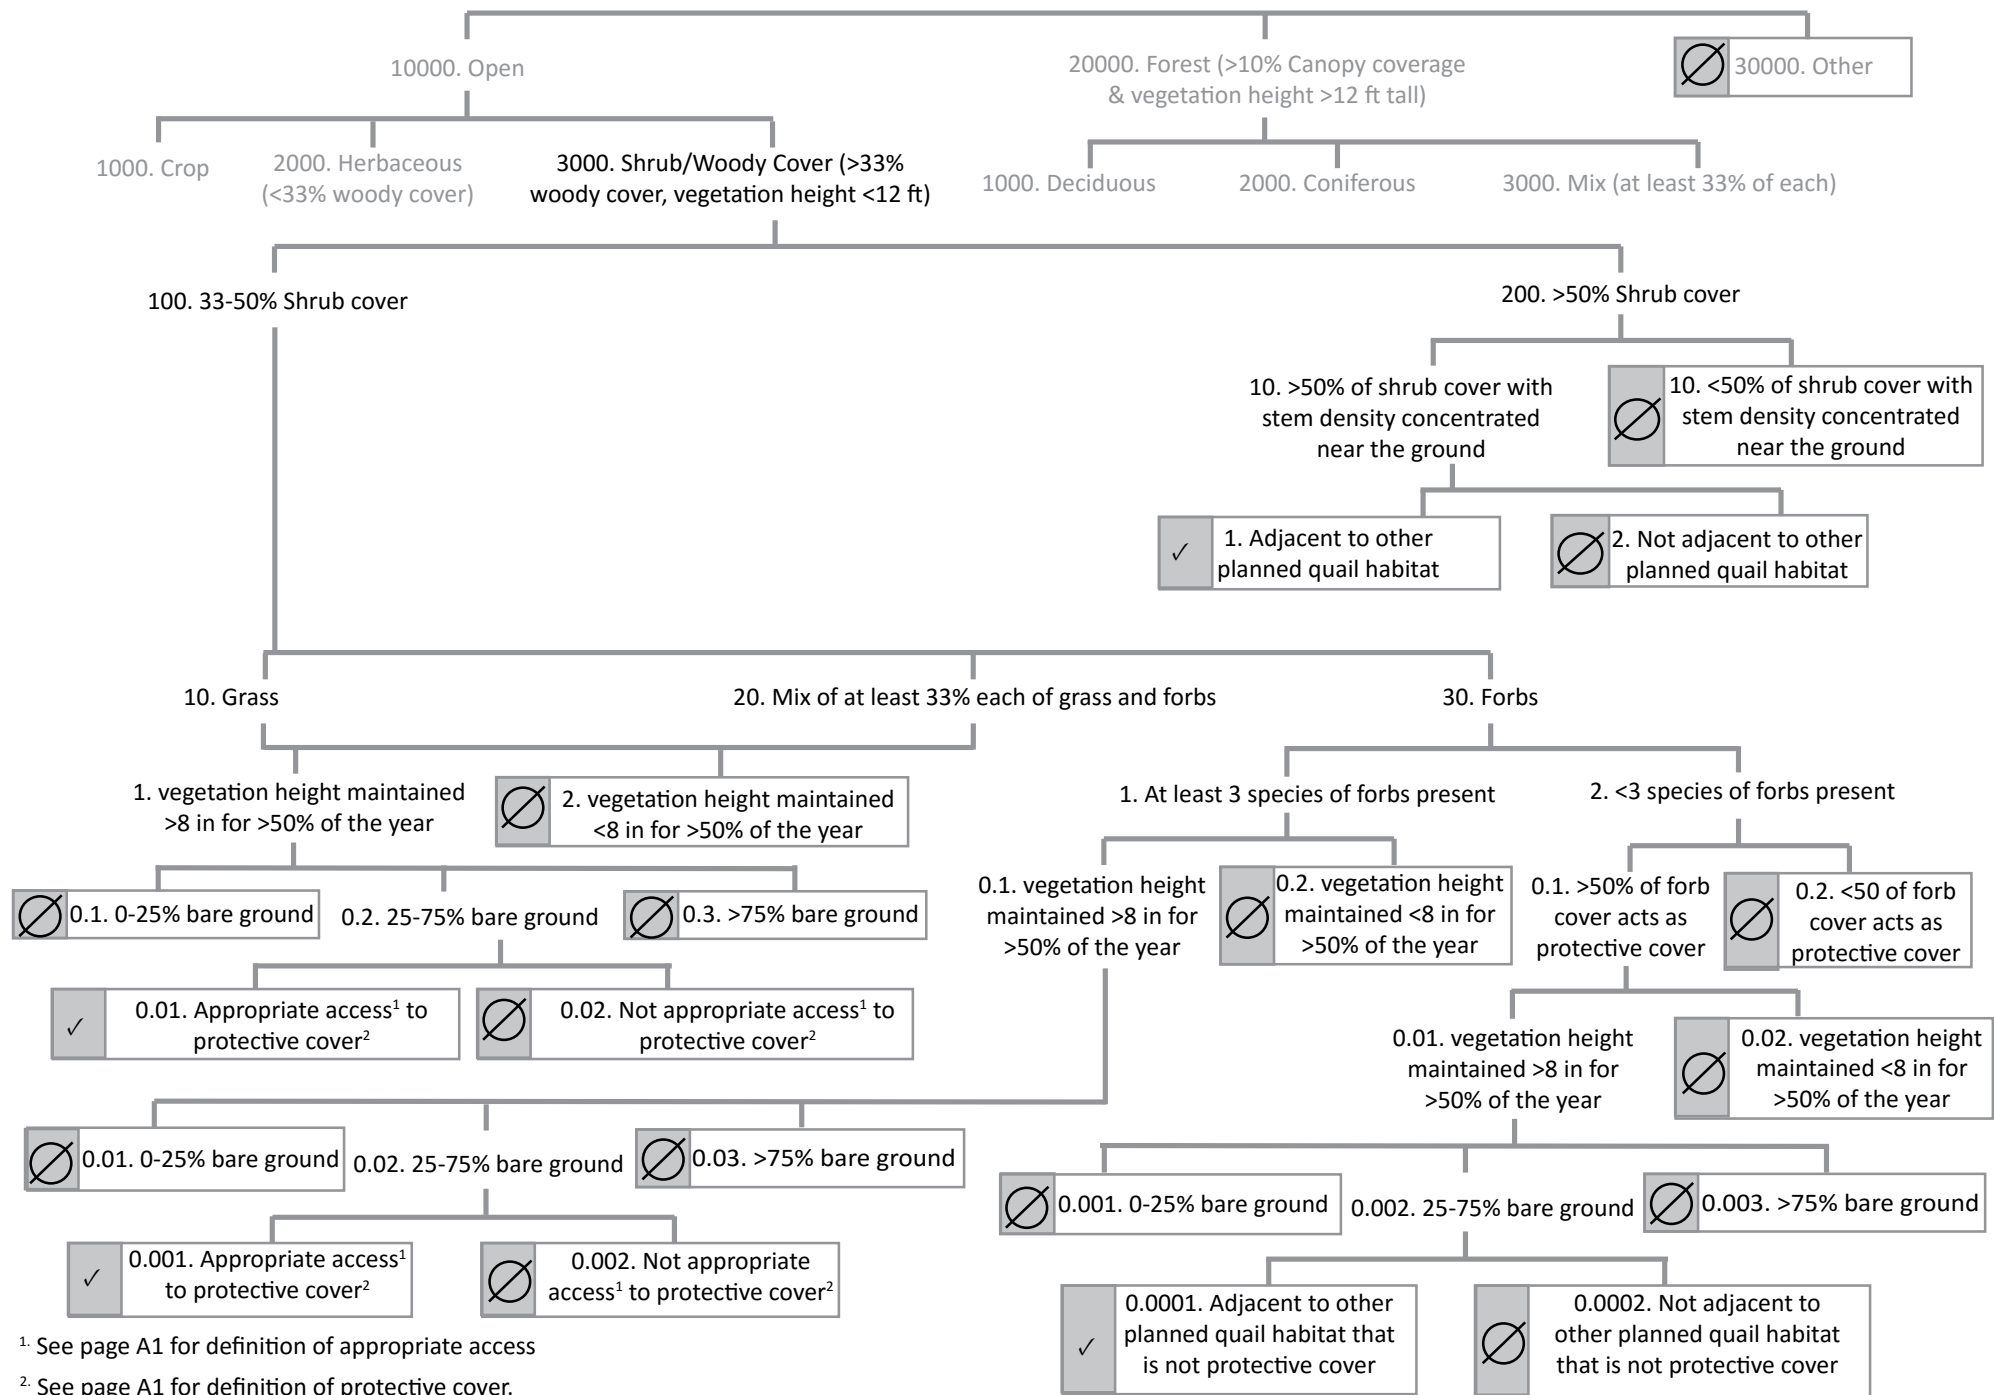 10000. Open
20000. Forest (>10% Canopy coverage
& vegetation height >12 ft tall)
30000. Other
1000. Crop
2000. Herbaceous
(<33% woody cover)
3000. Shrub/Woody Cover (>33%
woody cover, vegetation height <12 ft)
1000. Deciduous
2000. Coniferous
3000. Mix (at least 33% of each)
100. 33-50% Shrub cover
200. >50% Shrub cover
10. >50% of shrub cover with
stem density concentrated
near the ground
10. <50% of shrub cover with
stem density concentrated
near the ground
1. Adjacent to other
planned quail habitat
2. Not adjacent to other
planned quail habitat
10. Grass
20. Mix of at least 33% each of grass and forbs
30. Forbs
1. vegetation height maintained
>8 in for >50% of the year
2. vegetation height maintained
<8 in for >50% of the year
1. At least 3 species of forbs present
2. <3 species of forbs present
0.1. 0-25% bare ground
0.2. 25-75% bare ground
0.3. >75% bare ground
0.1. vegetation height
maintained >8 in for
>50% of the year
0.2. vegetation height
maintained <8 in for
>50% of the year
0.1. >50% of forb
cover acts as
protective cover
0.2. <50 of forb
cover acts as
protective cover
0.01. Appropriate access¹ to
protective cover²
0.02. Not appropriate access¹ to
protective cover²
0.01. vegetation height
maintained >8 in for
>50% of the year
0.02. vegetation height
maintained <8 in for
>50% of the year
0.01. 0-25% bare ground
0.02. 25-75% bare ground
0.03. >75% bare ground
0.001. 0-25% bare ground
0.002. 25-75% bare ground
0.003. >75% bare ground
0.001. Appropriate access¹
to protective cover²
0.002. Not appropriate
access¹ to protective cover²
0.0001. Adjacent to other
planned quail habitat that
is not protective cover
0.0002. Not adjacent to
other planned quail habitat
that is not protective cover
¹· See page A1 for definition of appropriate access
²· See page A1 for definition of protective cover.